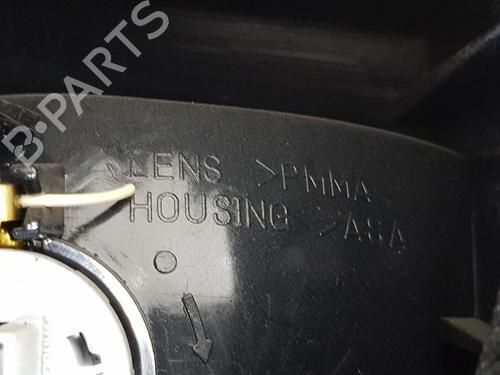 B-PARTS
LENS >PMMA
HOUSING >ASA